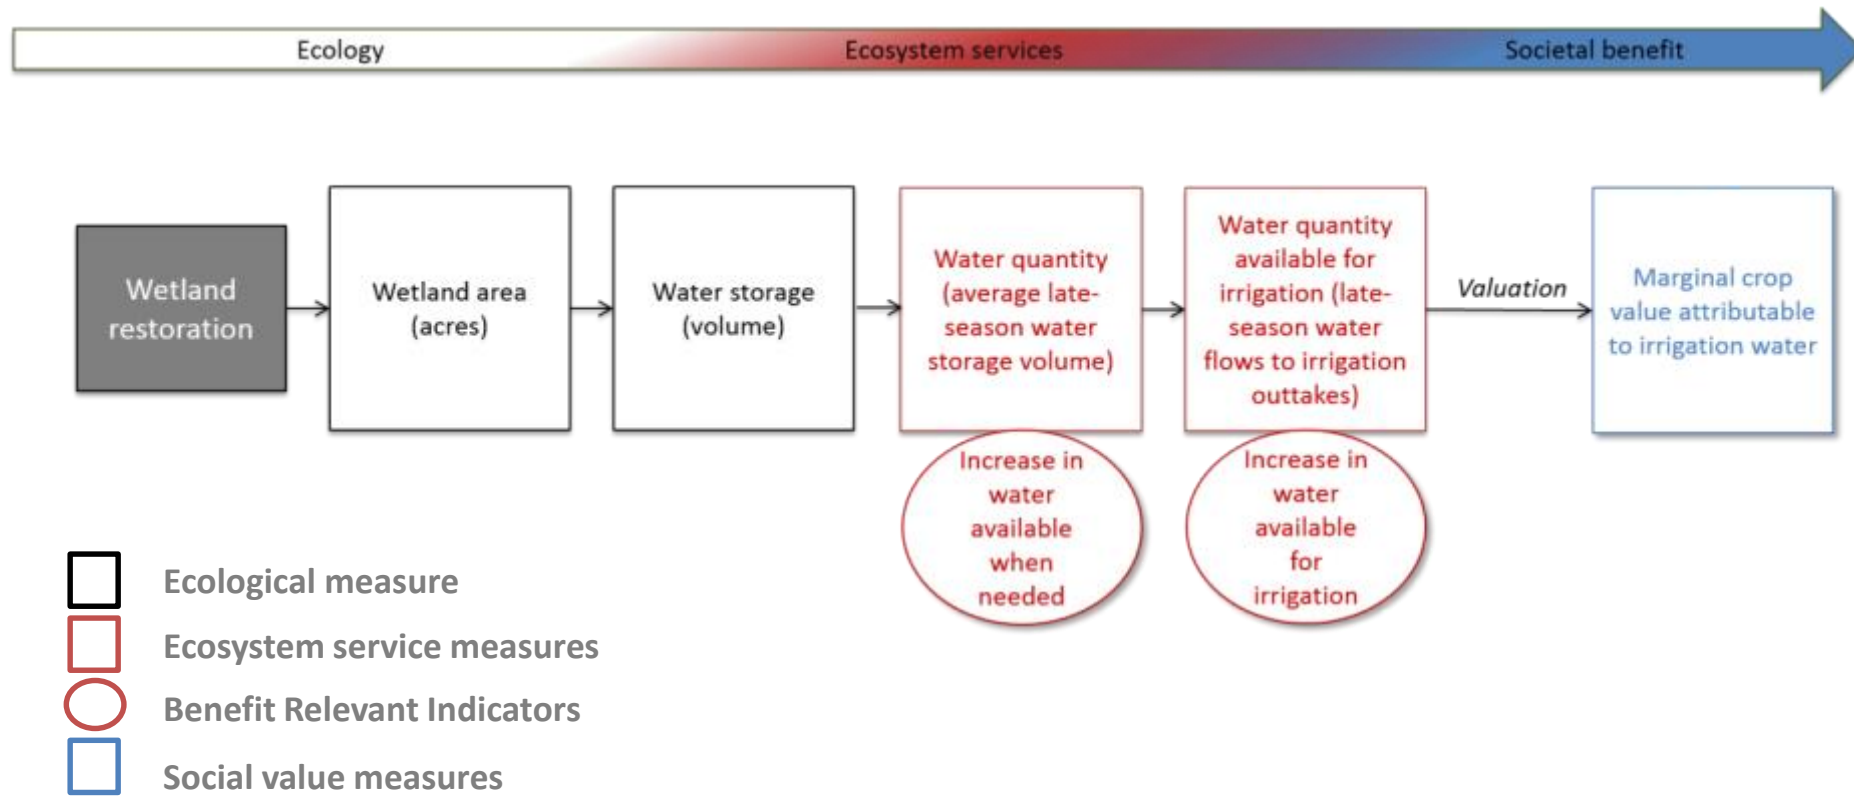 Ecology
Ecosystem services
Societal benefit
Wetland
restoration
Wetland area
(acres)
Water storage
(volume)
Water quantity
(average late-
season water
storage volume)
Water quantity
available for
irrigation (late-
season water
flows to irrigation
outtakes)
Valuation
Marginal crop
value attributable
to irrigation water
Increase in
water
available
when
needed
Increase in
water
available
for
irrigation
Ecological measure
Ecosystem service measures
Benefit Relevant Indicators
Social value measures